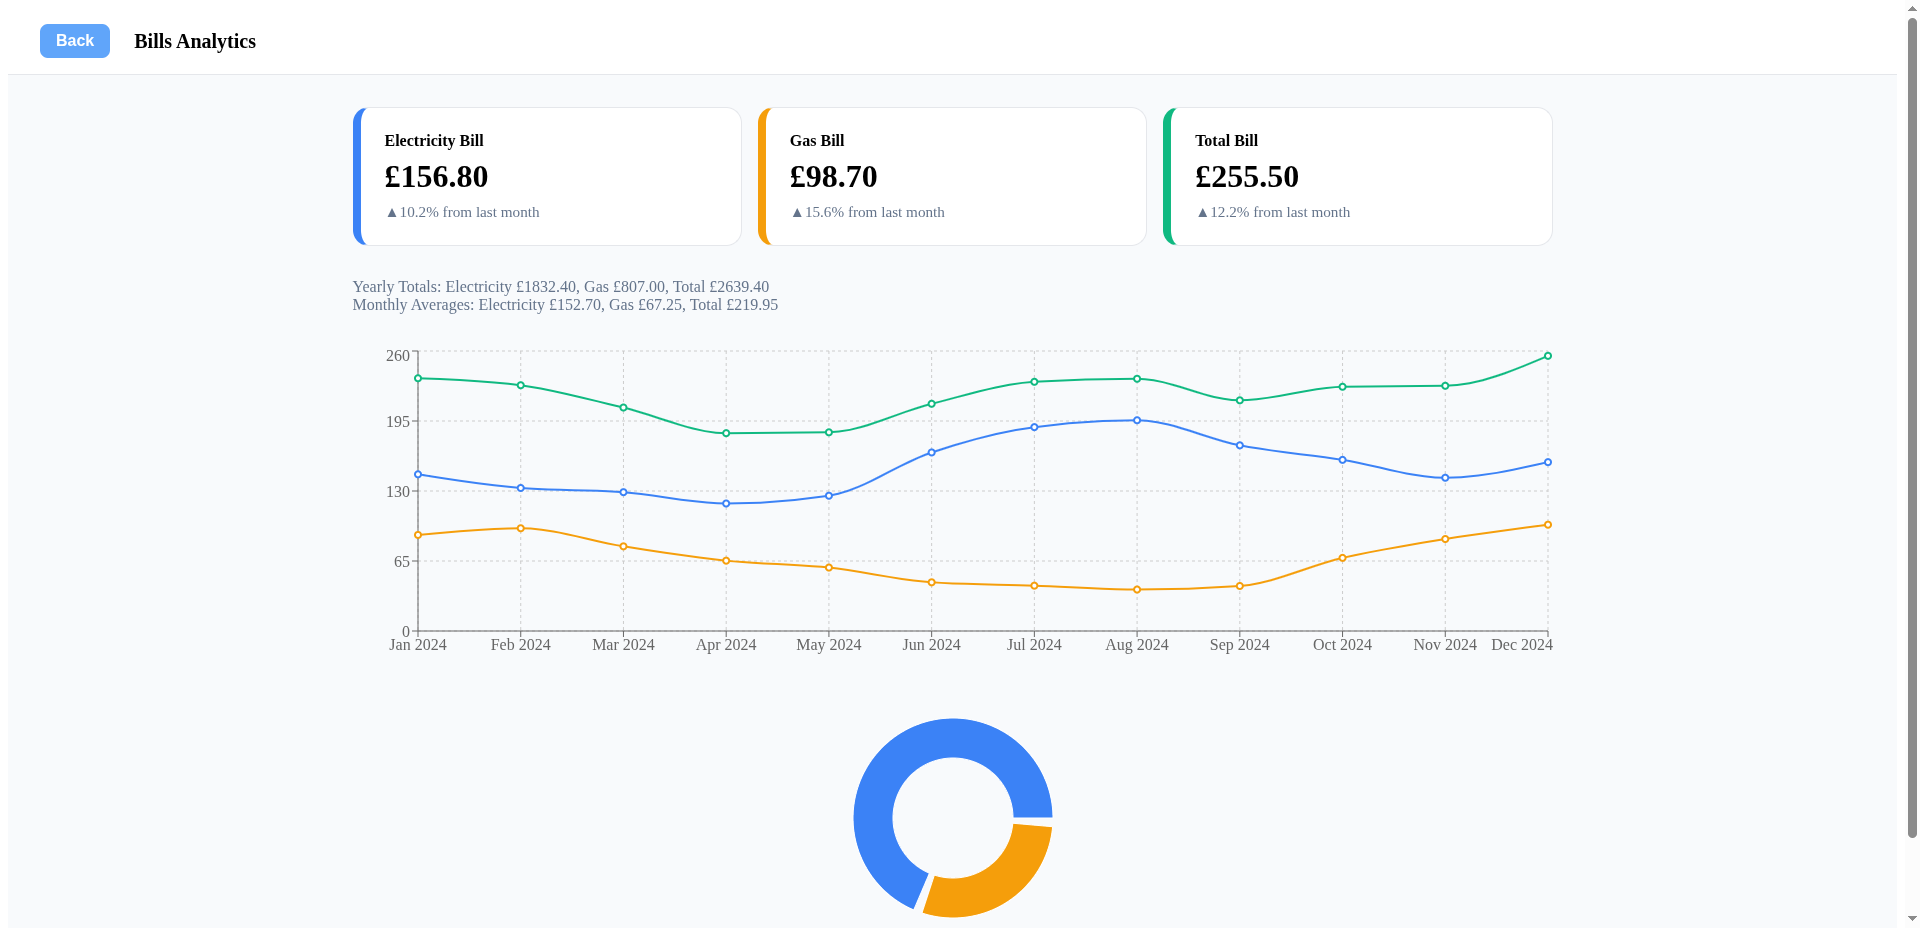 Back
Bills Analytics
Electricity Bill
£156.80
▲10.2% from last month
Gas Bill
£98.70
▲15.6% from last month
Total Bill
£255.50
▲12.2% from last month
Yearly Totals: Electricity £1832.40, Gas £807.00, Total £2639.40
Monthly Averages: Electricity £152.70, Gas £67.25, Total £219.95
260
195
130
65
0
Jan 2024 Feb 2024 Mar 2024 Apr 2024 May 2024 Jun 2024 Jul 2024 Aug 2024 Sep 2024 Oct 2024 Nov 2024 Dec 2024